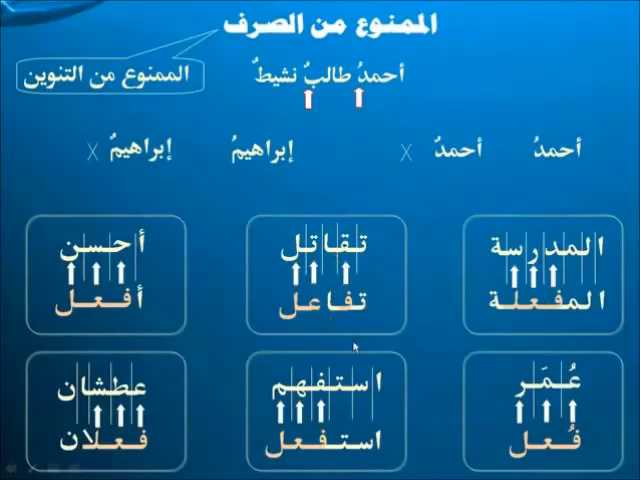 الممنوع من الصرف
أحمدُ طالبٌ نشيطٌ
الممنوع من التنوين
أحمدُ أحمدٌ ×
إبراهيمُ إبراهيمٌ ×
المدرسة
المفعلة
تقاتل
تفاعل
أحسن
أفعل
عُمَر
فُعل
استفهم
استفعل
عطشان
فعلان